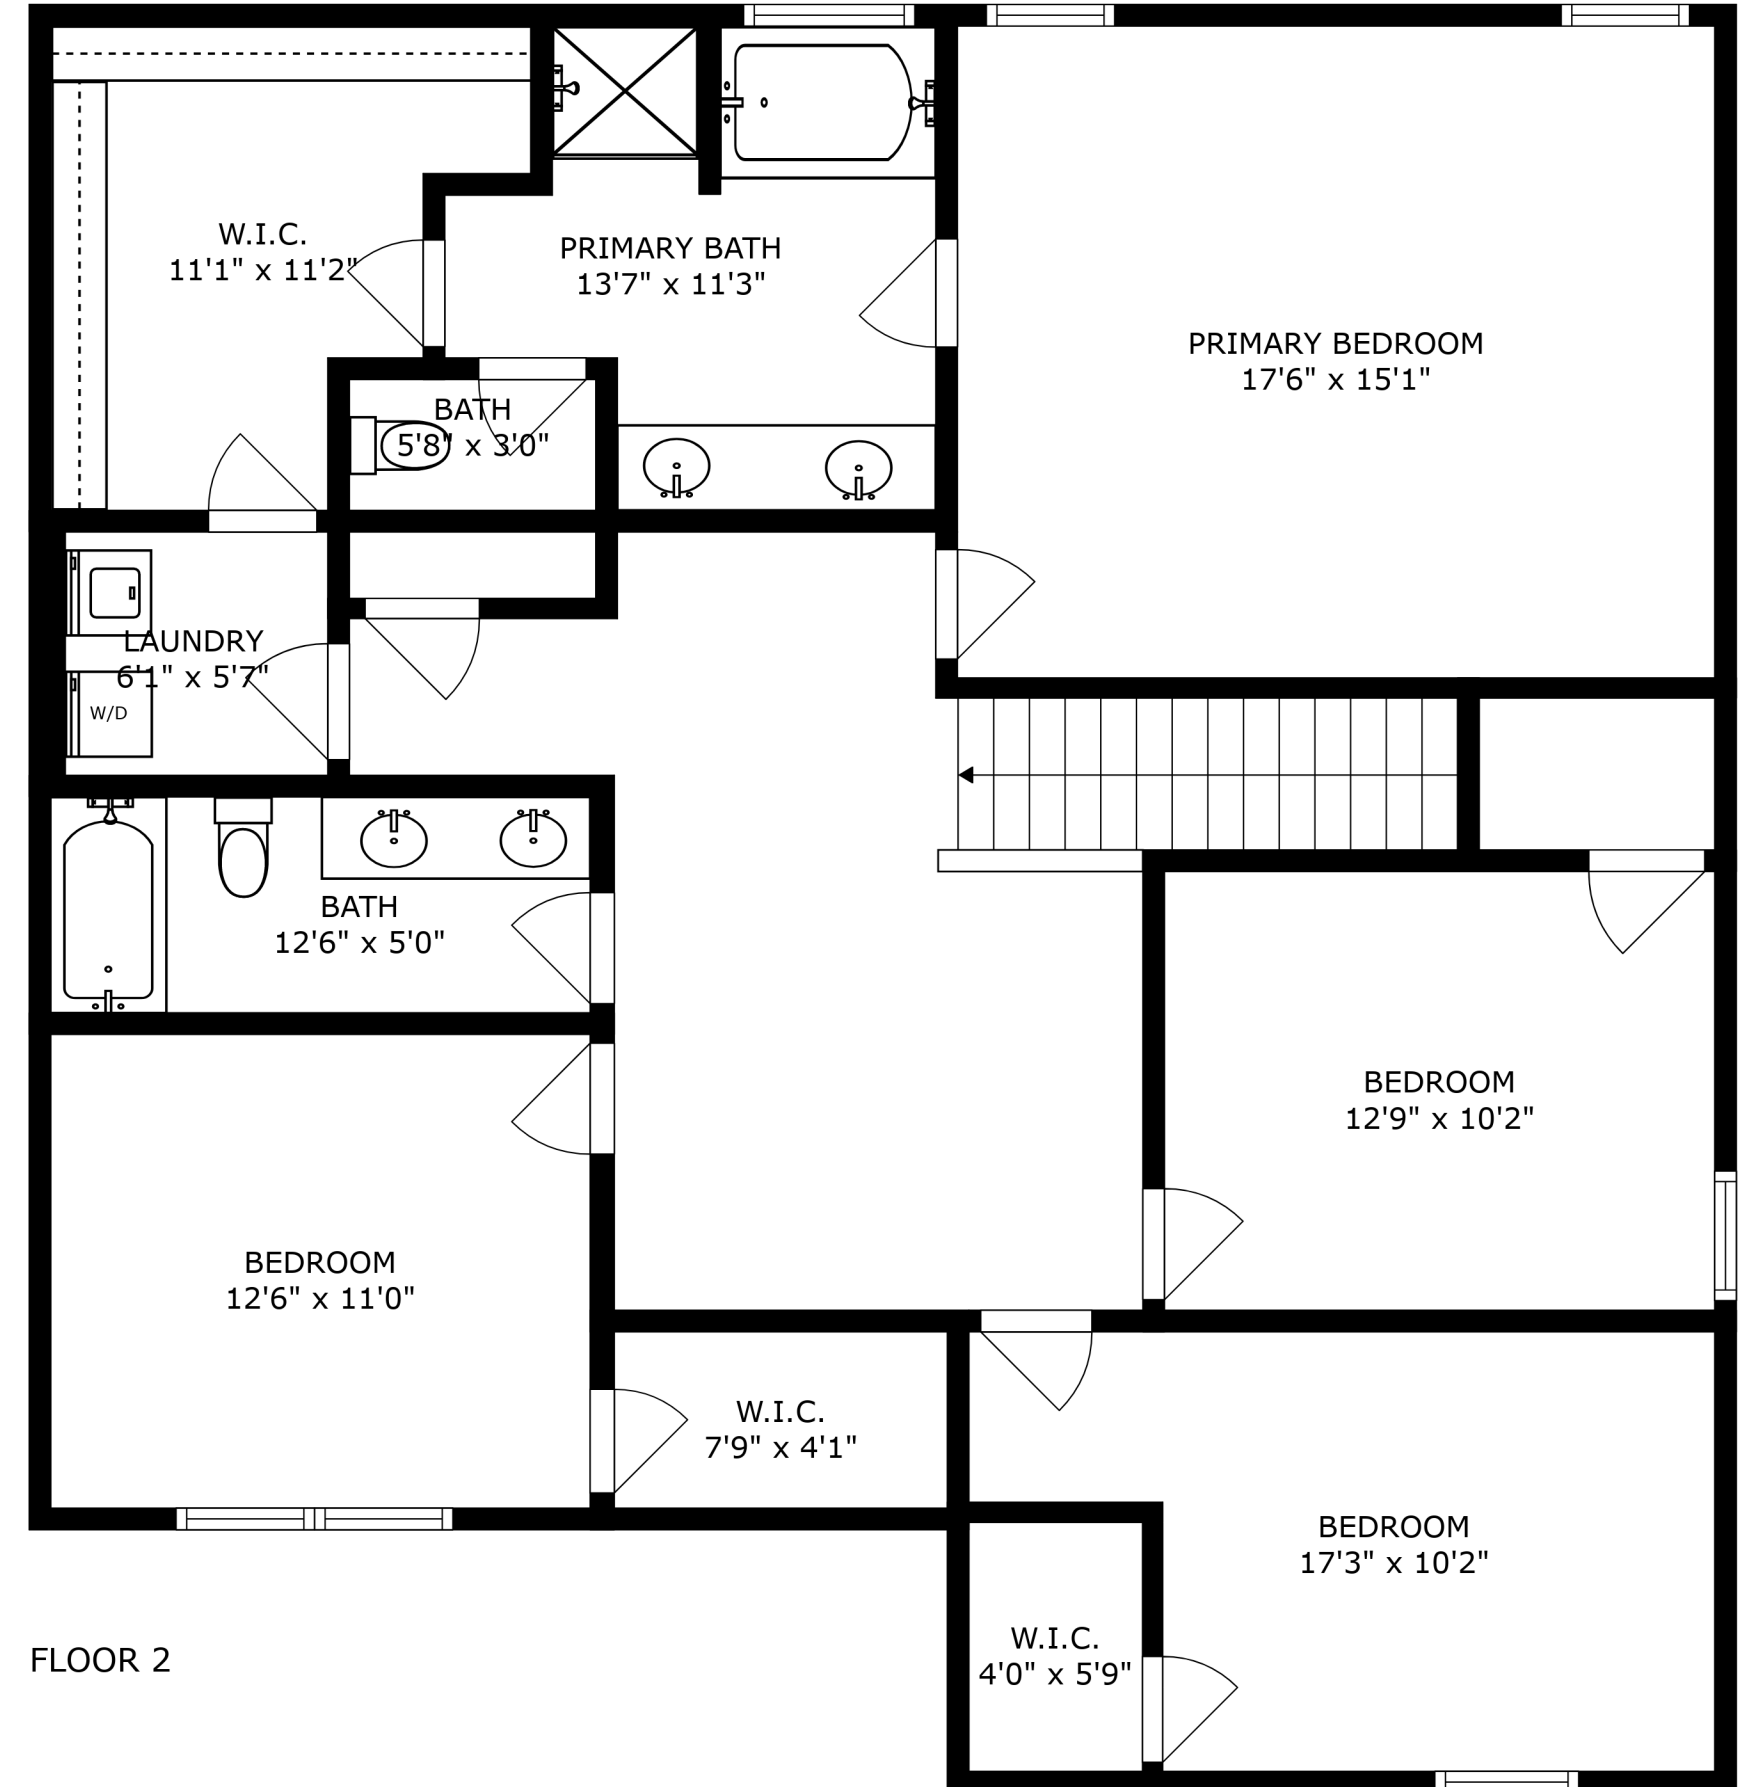 W.I.C.
11'1" x 11'2"
PRIMARY BATH
13'7" x 11'3"
PRIMARY BEDROOM
17'6" x 15'1"
BATH
5'8" x 3'0"
LAUNDRY
6'1" x 5'7"
W/D
BATH
12'6" x 5'0"
BEDROOM
12'9" x 10'2"
BEDROOM
12'6" x 11'0"
W.I.C.
7'9" x 4'1"
BEDROOM
17'3" x 10'2"
W.I.C.
4'0" x 5'9"
FLOOR 2